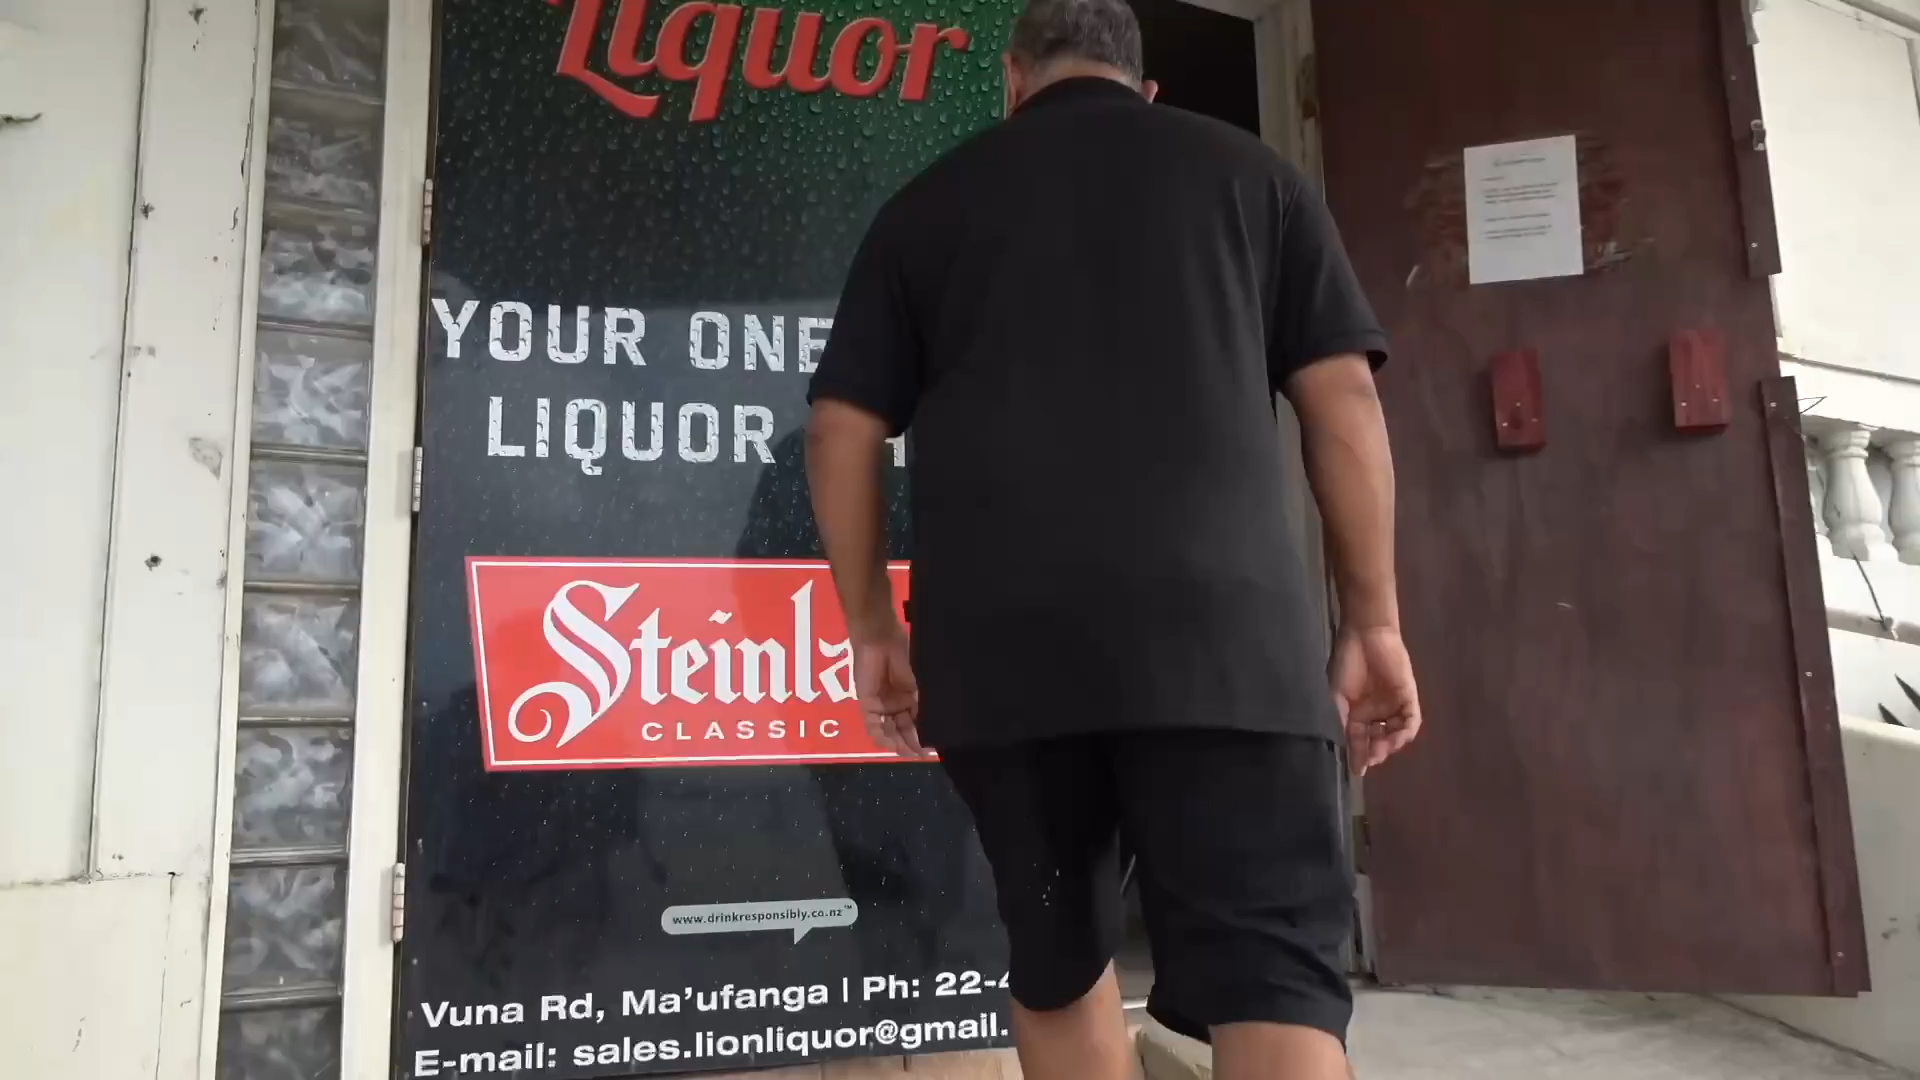 Liquor
YOUR ONE
LIQUOR
Steinla
CLASSIC
www.drinkresponsibly.co.nz™
Vuna Rd, Ma'ufanga | Ph: 22-4
E-mail: sales.lionliquor@gmail.